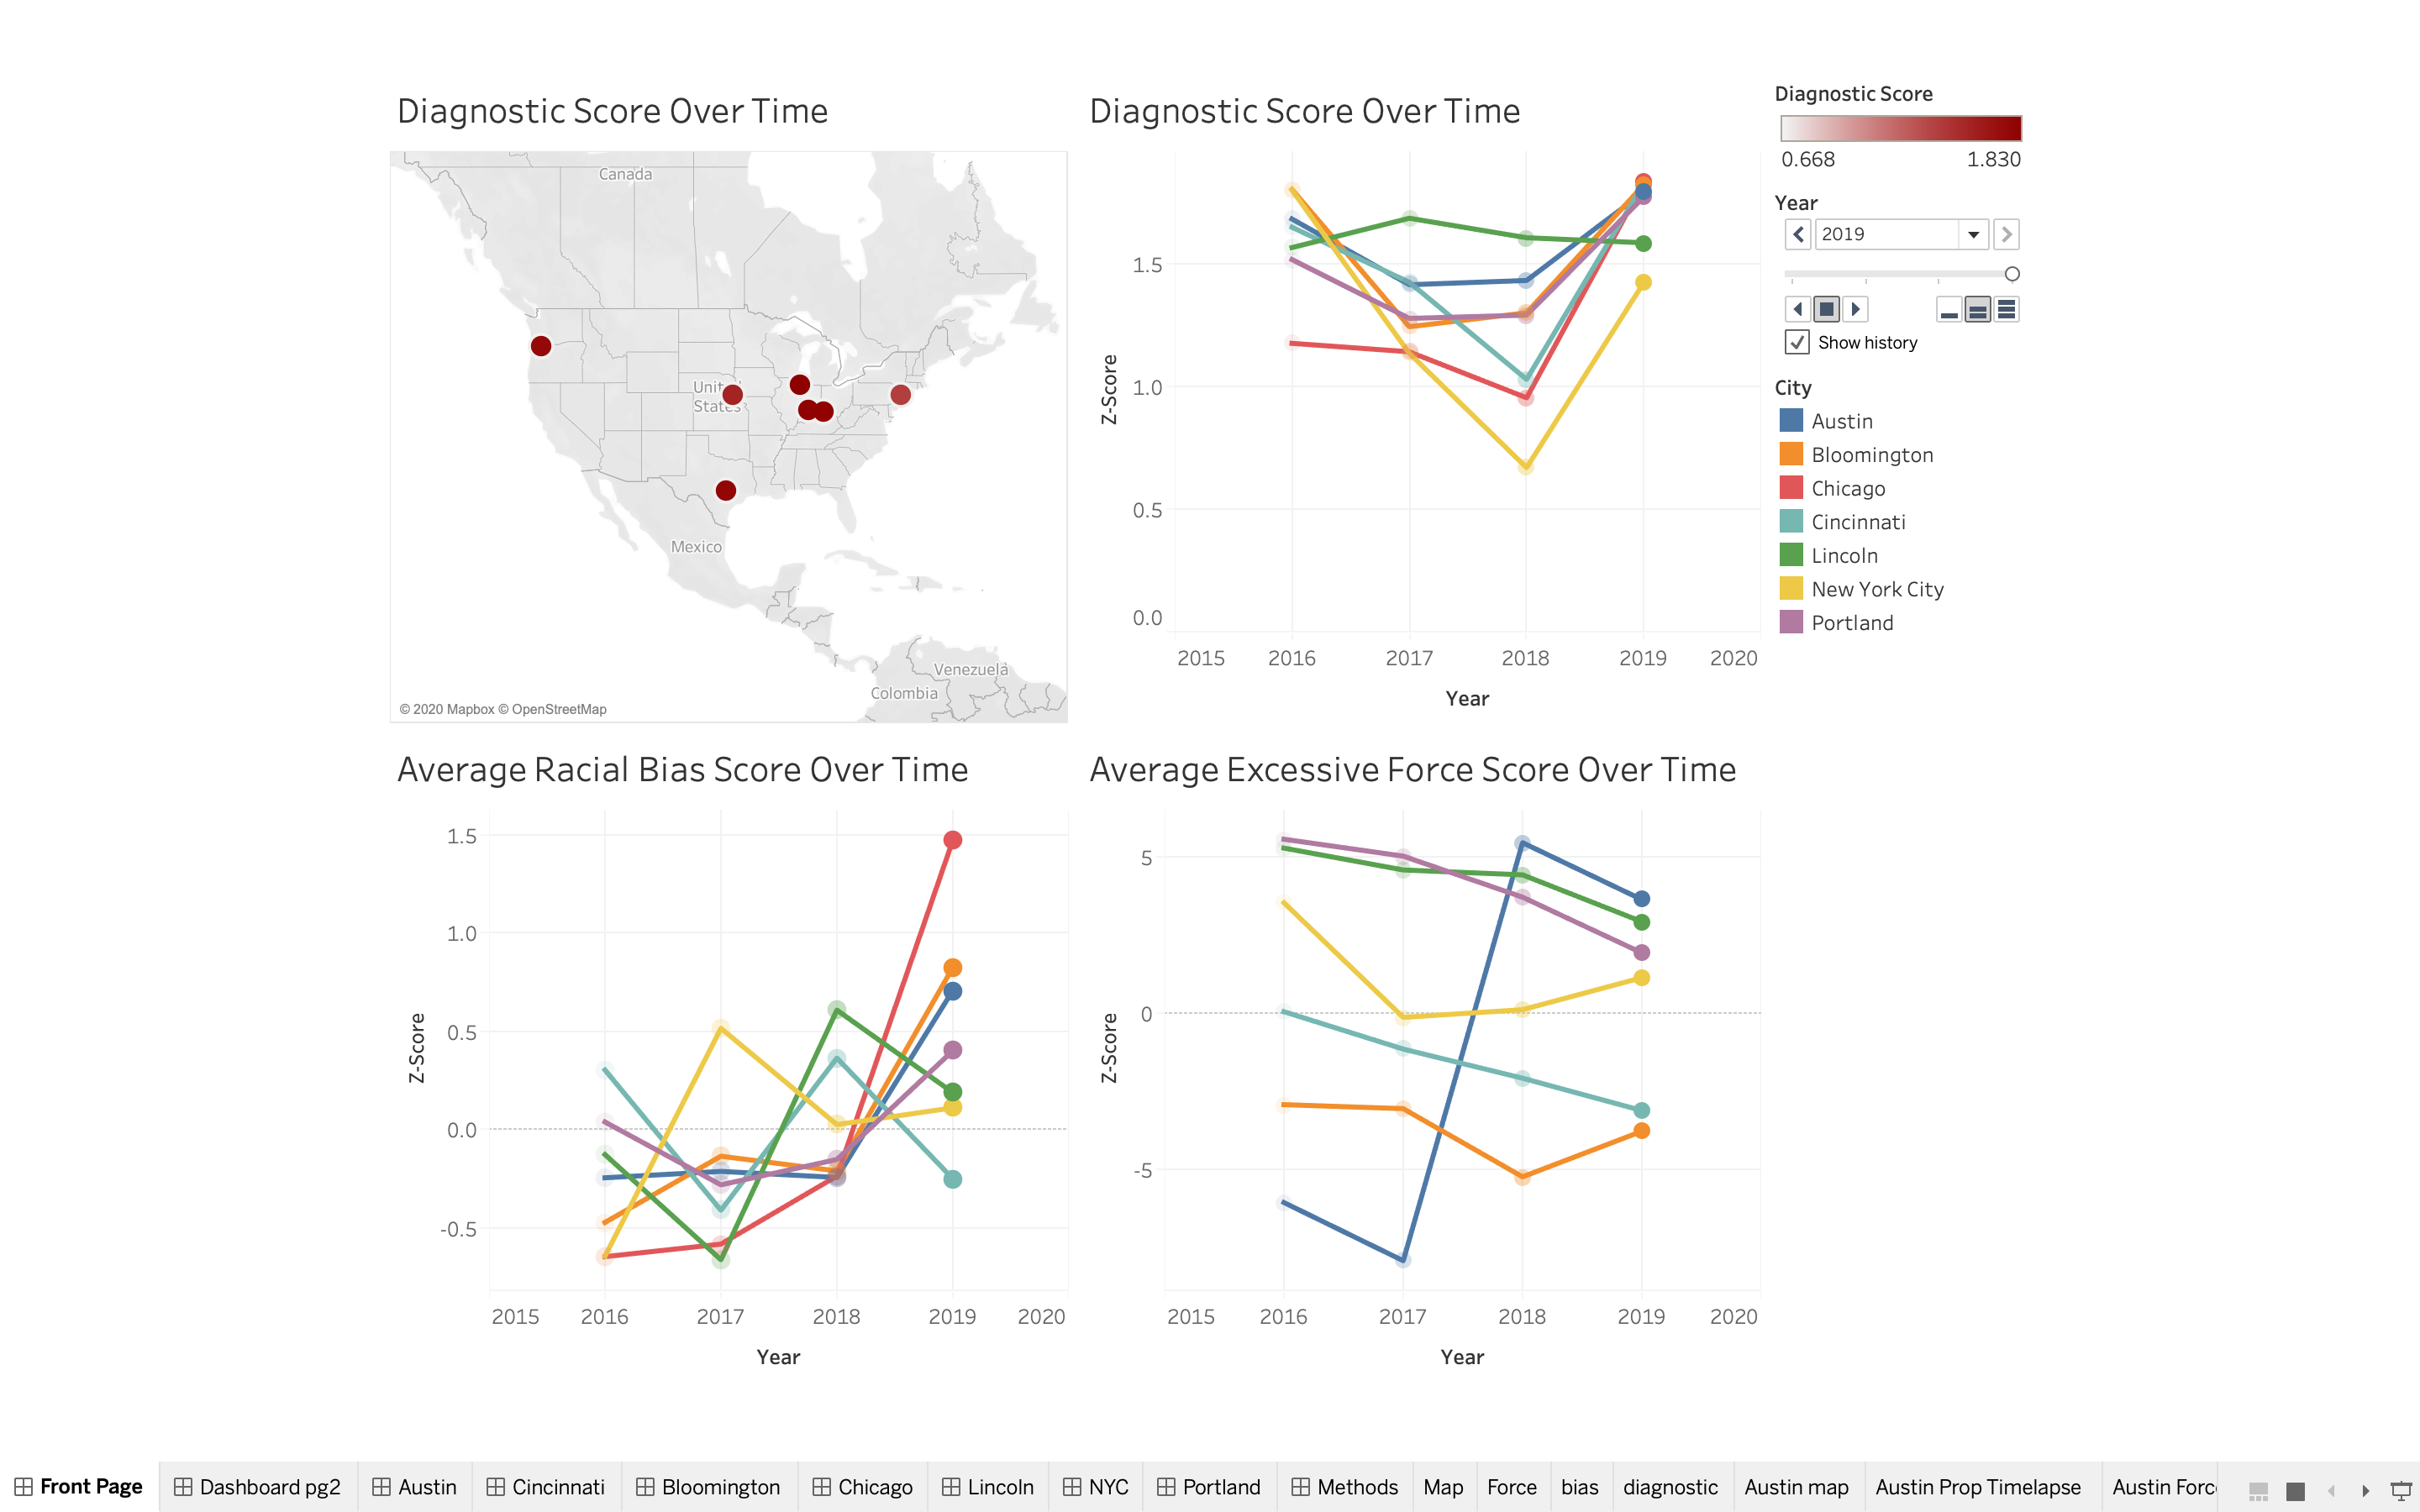 Diagnostic Score Over Time
Canada
United
States
Mexico
Venezuela
Colombia
© 2020 Mapbox © OpenStreetMap
Diagnostic Score Over Time
Z-Score
1.5
1.0
0.5
0.0
2015 2016 2017 2018 2019 2020
Year
Diagnostic Score
0.668 1.830
Year
2019
Show history
City
Austin
Bloomington
Chicago
Cincinnati
Lincoln
New York City
Portland
Average Racial Bias Score Over Time
Z-Score
1.5
1.0
0.5
0.0
-0.5
2015 2016 2017 2018 2019 2020
Year
Average Excessive Force Score Over Time
Z-Score
5
0
-5
2015 2016 2017 2018 2019 2020
Year
Front Page Dashboard pg2 Austin Cincinnati Bloomington Chicago Lincoln NYC Portland Methods Map Force bias diagnostic Austin map Austin Prop Timelapse Austin Forc